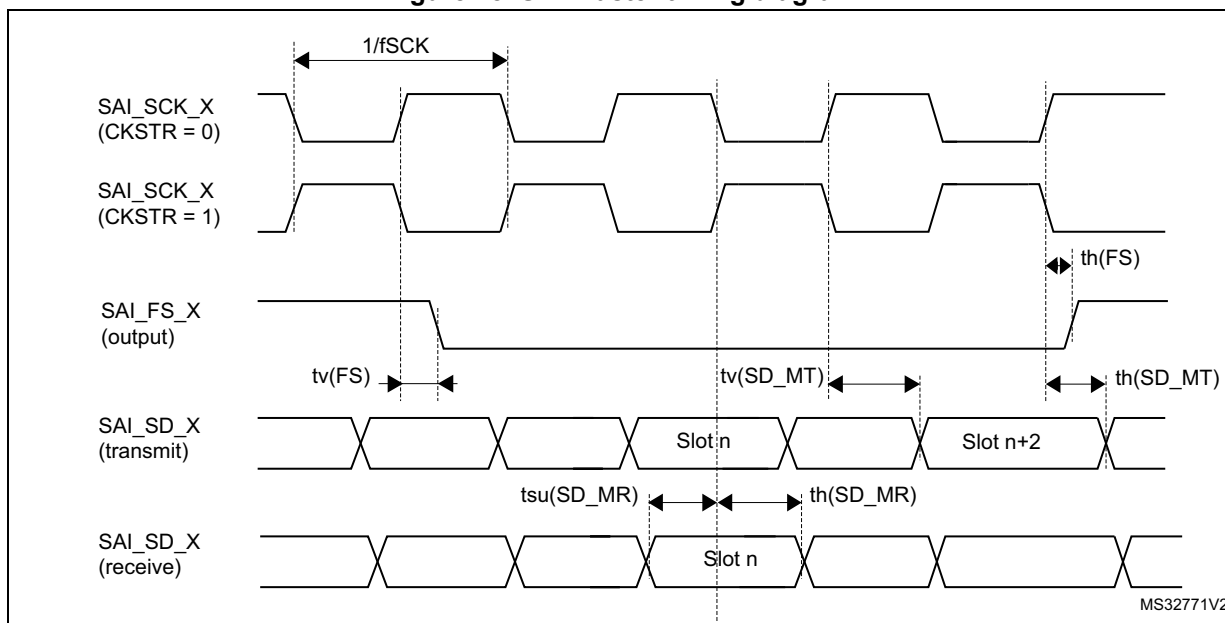 1/fSCK
SAI_SCK_X
(CKSTR = 0)
SAI_SCK_X
(CKSTR = 1)
th(FS)
SAI_FS_X
(output)
tv(FS)
tv(SD_MT)
th(SD_MT)
SAI_SD_X
(transmit)
Slot n
Slot n+2
tsu(SD_MR)
th(SD_MR)
SAI_SD_X
(receive)
Slot n
MS32771V2